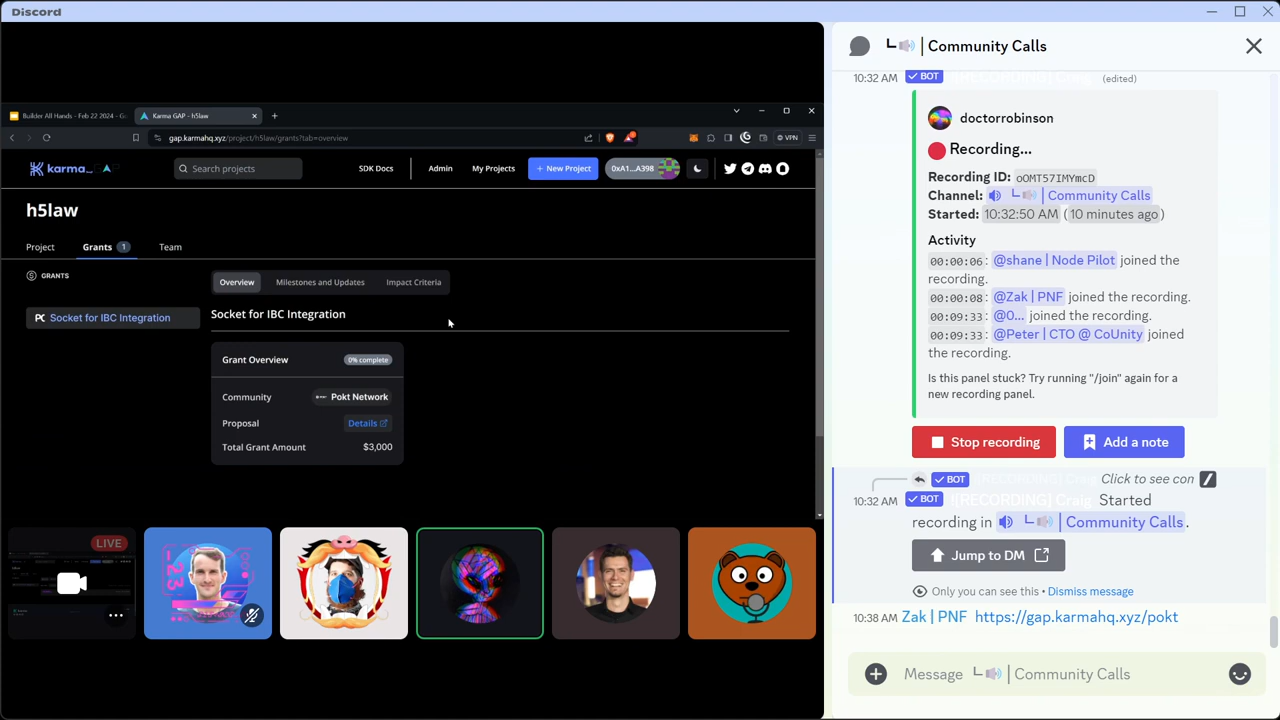 Discord
Builder All Hands - Feb 22 2024 - G
Karma GAP - h5law
gap.karmahq.xyz/project/h5law/grants?tab=overview
VPN
karma_GAP
Search projects
SDK Docs
Admin
My Projects
+ New Project
0xA1...A398
h5law
Project
Grants 1
Team
GRANTS
Overview
Milestones and Updates
Impact Criteria
Socket for IBC Integration
Socket for IBC Integration
Grant Overview
0% complete
Community
Pokt Network
Proposal
Details
Total Grant Amount
$3,000
LIVE
Community Calls
10:32 AM
BOT
(edited)
doctorrobinson
Recording...
Recording ID: oOMT57IMYmcD
Channel: Community Calls
Started: 10:32:50 AM (10 minutes ago)
Activity
00:00:06: @shane | Node Pilot joined the
recording.
00:00:08: @Zak | PNF joined the recording.
00:09:33: @0... joined the recording.
00:09:33: @Peter | CTO @ CoUnity joined
the recording.
Is this panel stuck? Try running "/join" again for a
new recording panel.
Stop recording
Add a note
BOT ![RECORDING] Craig Click to see con
10:32 AM BOT ![RECORDING] Craig Started
recording in Community Calls.
Jump to DM
Only you can see this • Dismiss message
10:38 AM Zak | PNF https://gap.karmahq.xyz/pokt
Message Community Calls